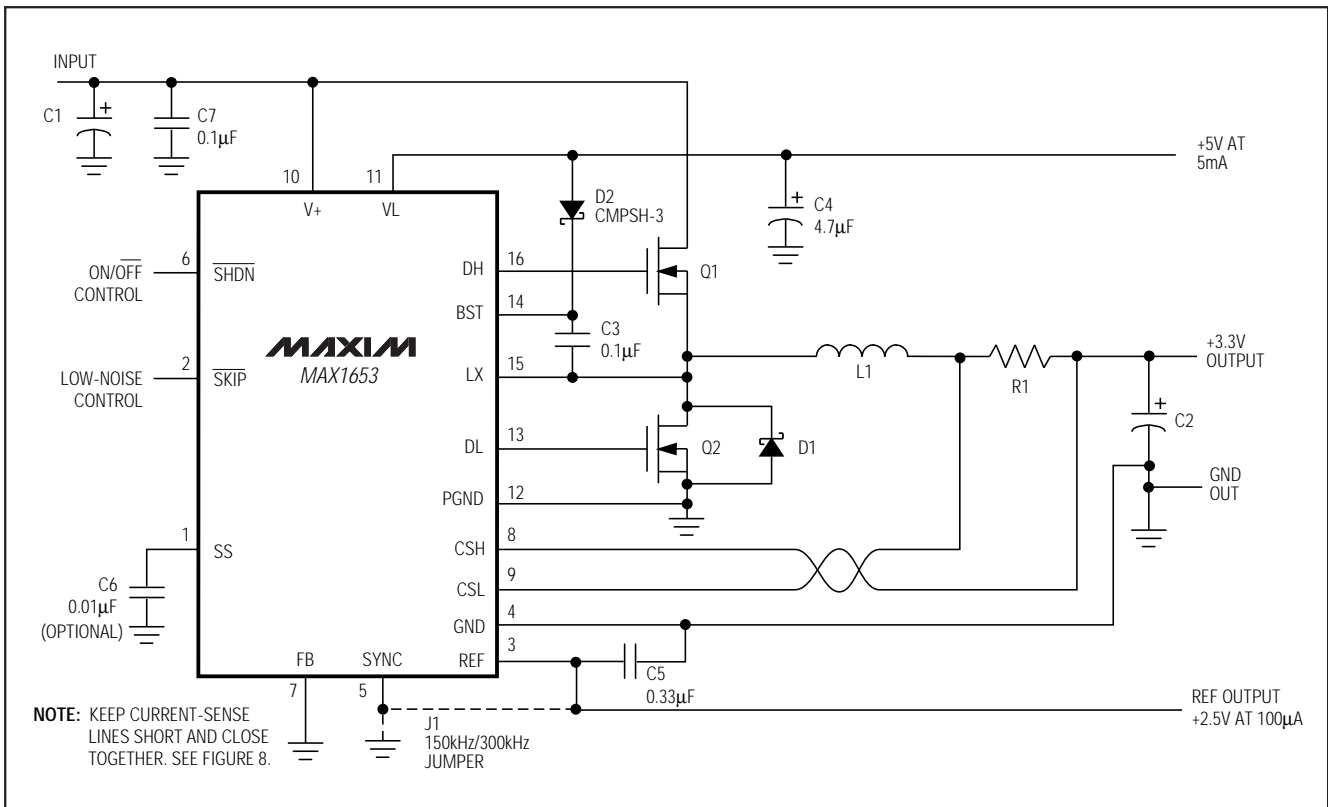 INPUT
C1
+
C7
0.1μF
+5V AT
5mA
10
11
V+
VL
D2
CMPSH-3
+
C4
4.7μF
6
ON/OFF
CONTROL
SHDN
DH
16
Q1
BST
14
C3
0.1μF
MAXIM
MAX1653
+3.3V
OUTPUT
2
LOW-NOISE
CONTROL
SKIP
LX
15
L1
R1
+
C2
DL
13
Q2
D1
GND
OUT
PGND
12
1
SS
CSH
8
C6
0.01μF
(OPTIONAL)
CSL
9
GND
4
REF
3
FB
SYNC
7
5
C5
0.33μF
REF OUTPUT
+2.5V AT 100μA
J1
150kHz/300kHz
JUMPER
NOTE: KEEP CURRENT-SENSE
LINES SHORT AND CLOSE
TOGETHER. SEE FIGURE 8.